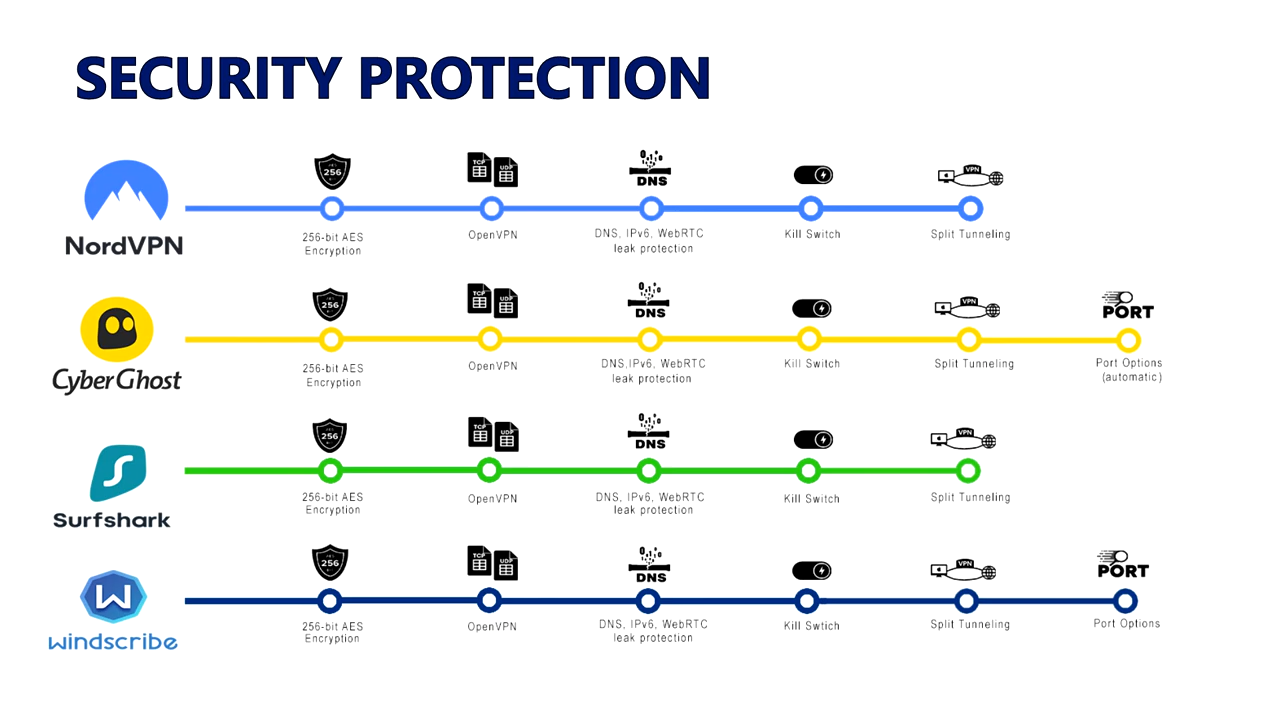 SECURITY PROTECTION
256
TCP
UDP
DNS
VPN
NordVPN
256-bit AES
Encryption
OpenVPN
DNS, IPv6, WebRTC
leak protection
Kill Switch
Split Tunneling
256
TCP
UDP
DNS
VPN
PORT
CyberGhost
256-bit AES
Encryption
OpenVPN
DNS,IPv6, WebRTC
leak protection
Kill Switch
Split Tunneling
Port Options
(automatic)
256
TCP
UDP
DNS
VPN
Surfshark
256-bit AES
Encryption
OpenVPN
DNS, IPv6, WebRTC
leak protection
Kill Switch
Split Tunneling
256
TCP
UDP
DNS
VPN
PORT
W
windscribe
256-bit AES
Encryption
OpenVPN
DNS, IPv6, WebRTC
leak protection
Kill Swtich
Split Tunneling
Port Options